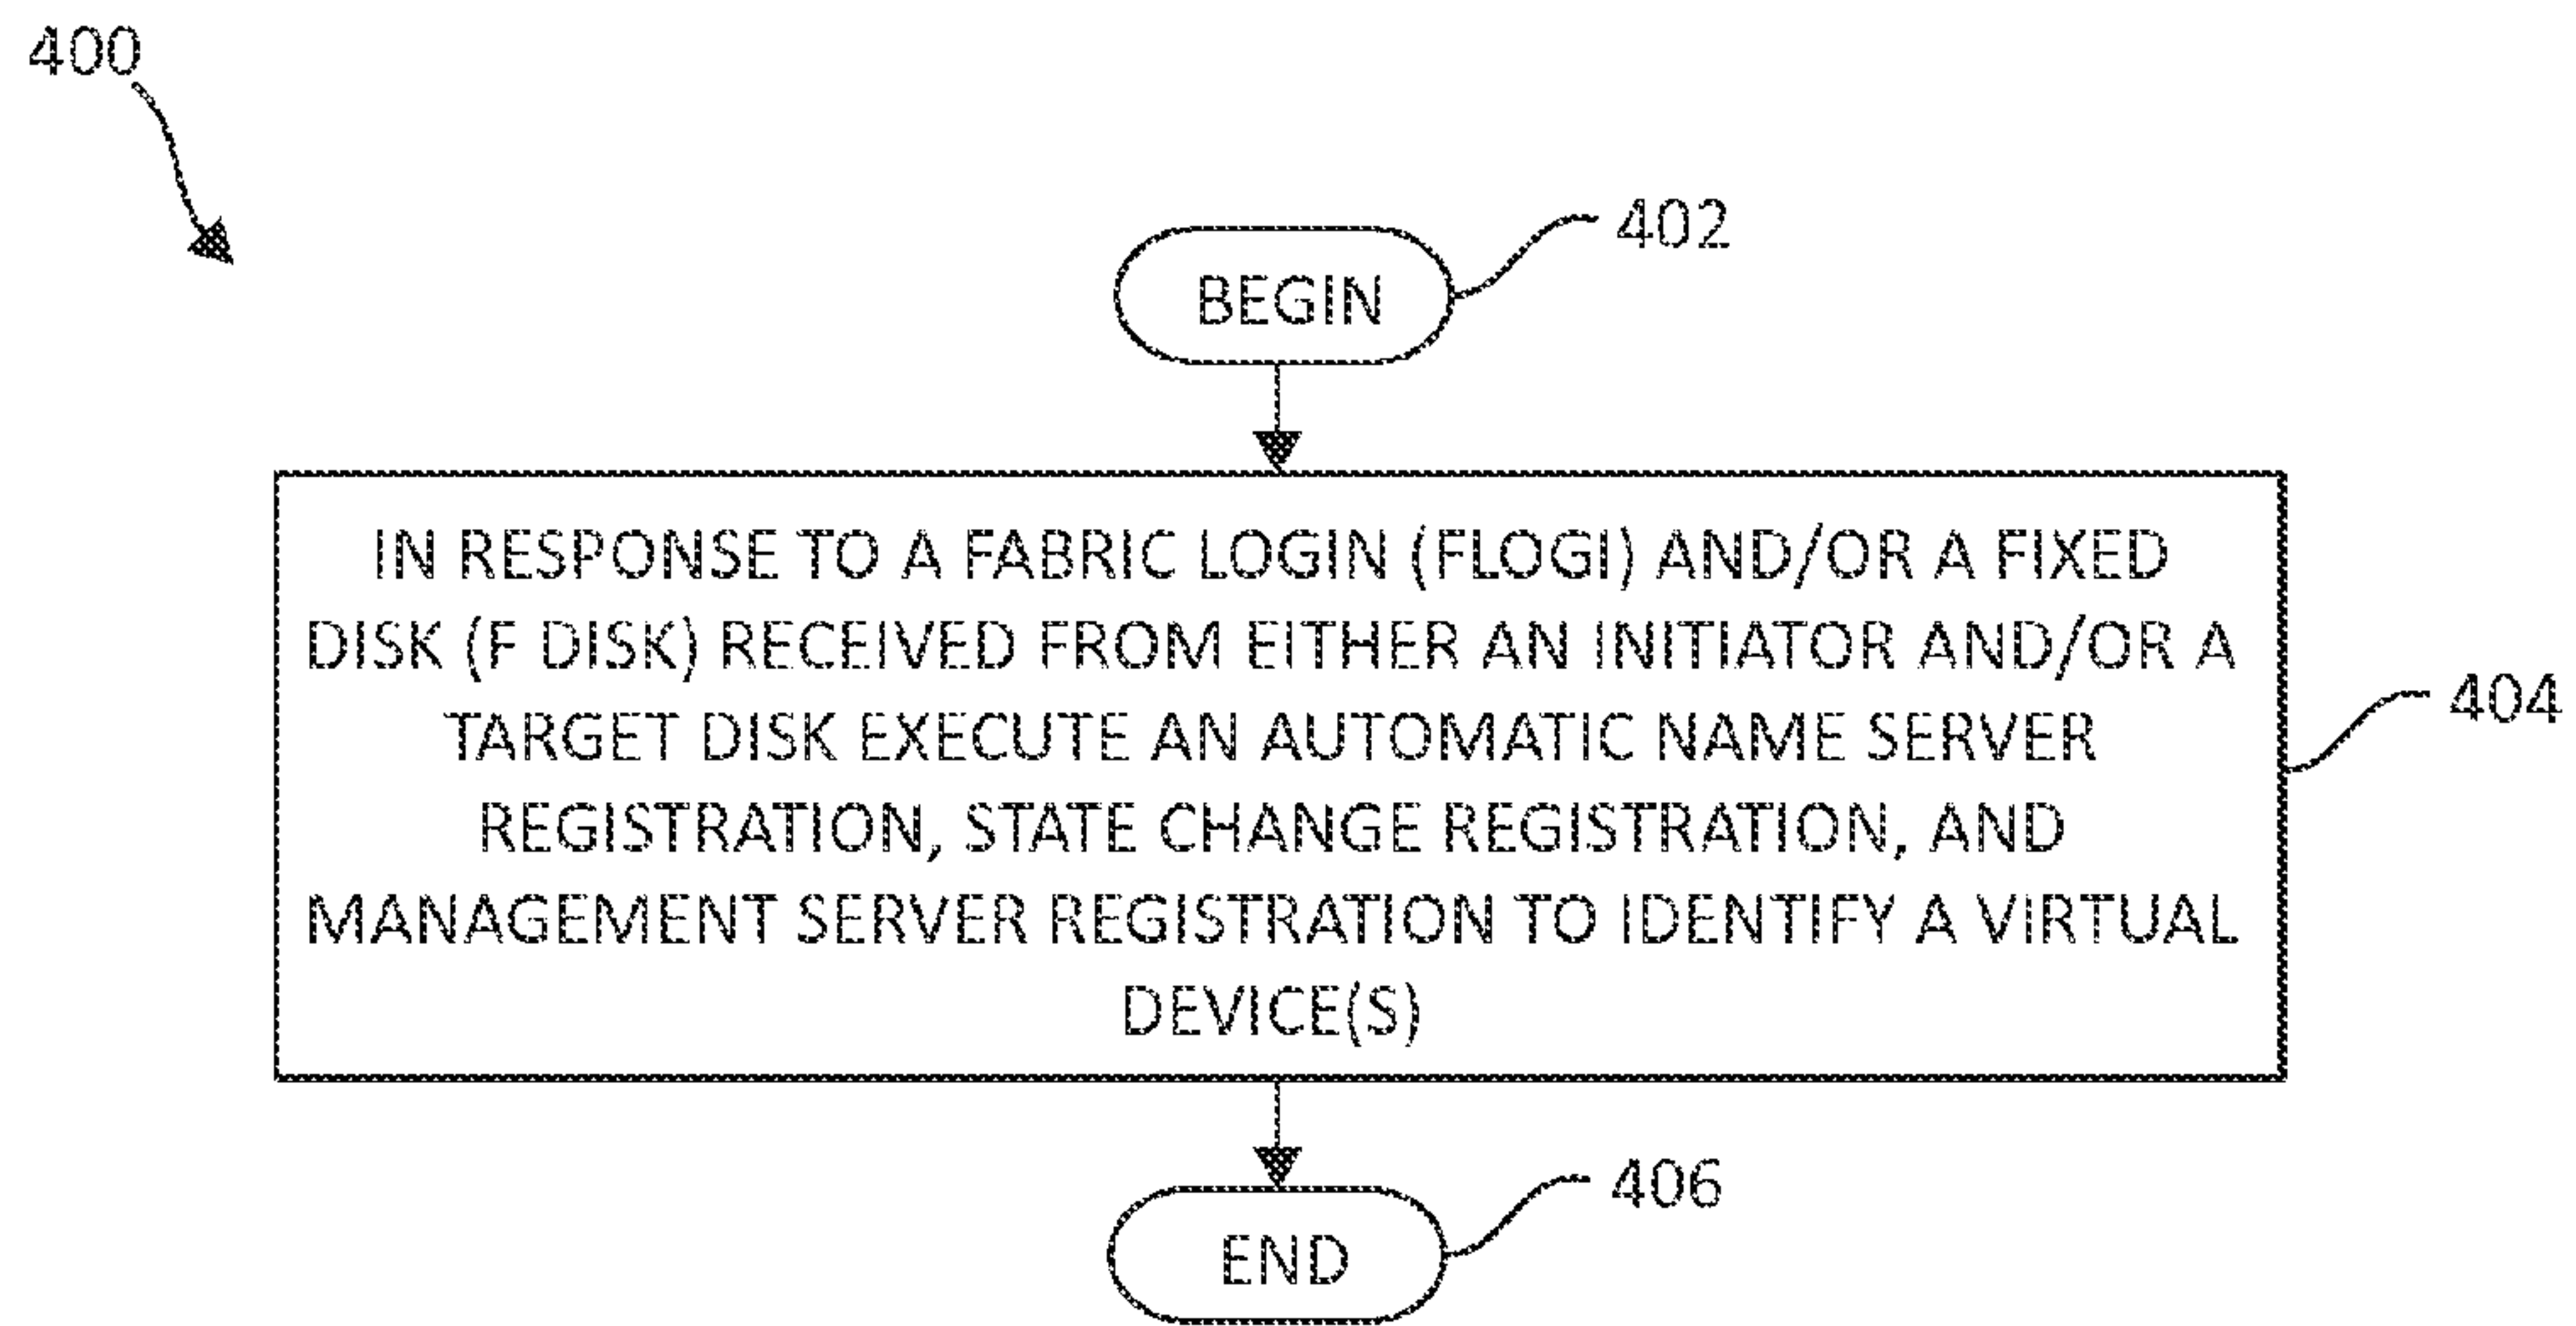 400
402
BEGIN
IN RESPONSE TO A FABRIC LOGIN (FLOGI) AND/OR A FIXED
DISK (F DISK) RECEIVED FROM EITHER AN INITIATOR AND/OR A
TARGET DISK EXECUTE AN AUTOMATIC NAME SERVER
REGISTRATION, STATE CHANGE REGISTRATION, AND
MANAGEMENT SERVER REGISTRATION TO IDENTIFY A VIRTUAL
DEVICE(S)
404
406
END